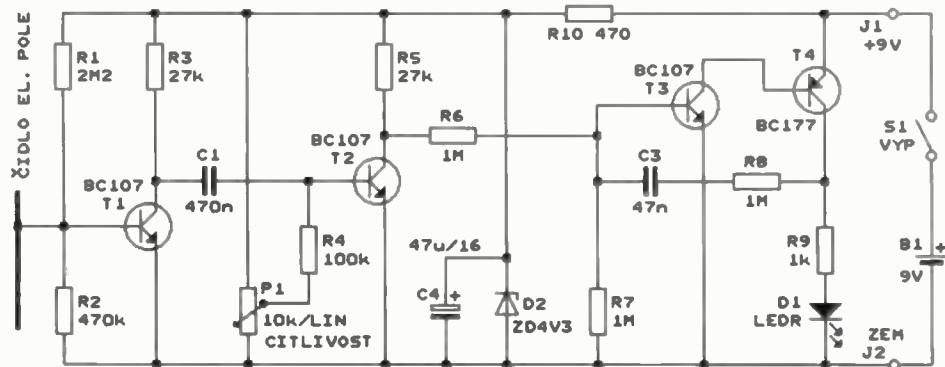 ČIDLO EL. POLE
R1
2M2
R3
27k
R5
27k
R10 470
J1
+9V
T4
BC107
T3
BC177
S1
VYP
R6
1M
BC107
T2
C1
470n
BC107
T1
C3
47n
R8
1M
R4
100k
47u/16
C4
+
R9
1k
B1
+
9V
R2
470k
P1
10k/LIN
CITLIVOST
D2
ZD4V3
R7
1M
D1
LEDR
ZEM
J2